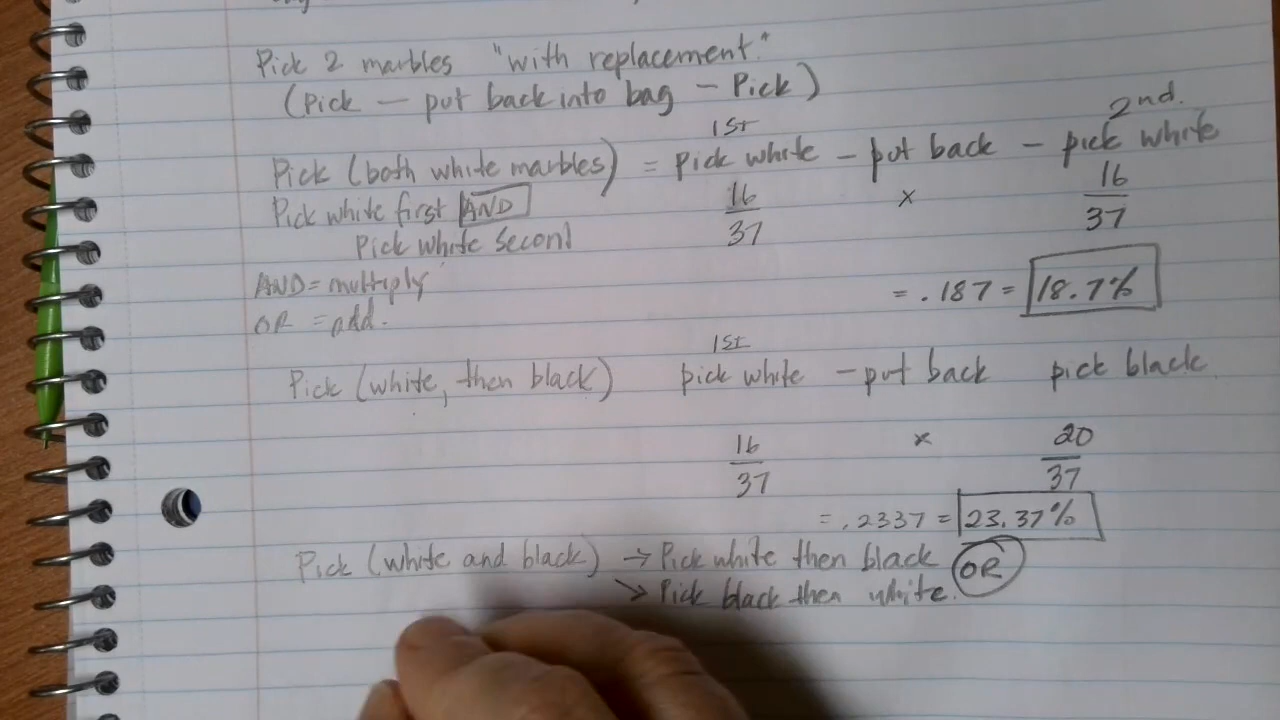 Pick 2 marbles "with replacement"
(Pick — put back into bag — Pick)
Pick (both white marbles) = pick white – put back – pick white
1st
2nd.
Pick white first AND
16/37 × 16/37
Pick white second
AND = multiply
= .187 = 18.7%
OR = add.
1st
Pick (white, then black) pick white – put back pick black
16/37 × 20/37
= .2337 = 23.37%
Pick (white and black) → Pick white then black OR
↘ Pick black then white.